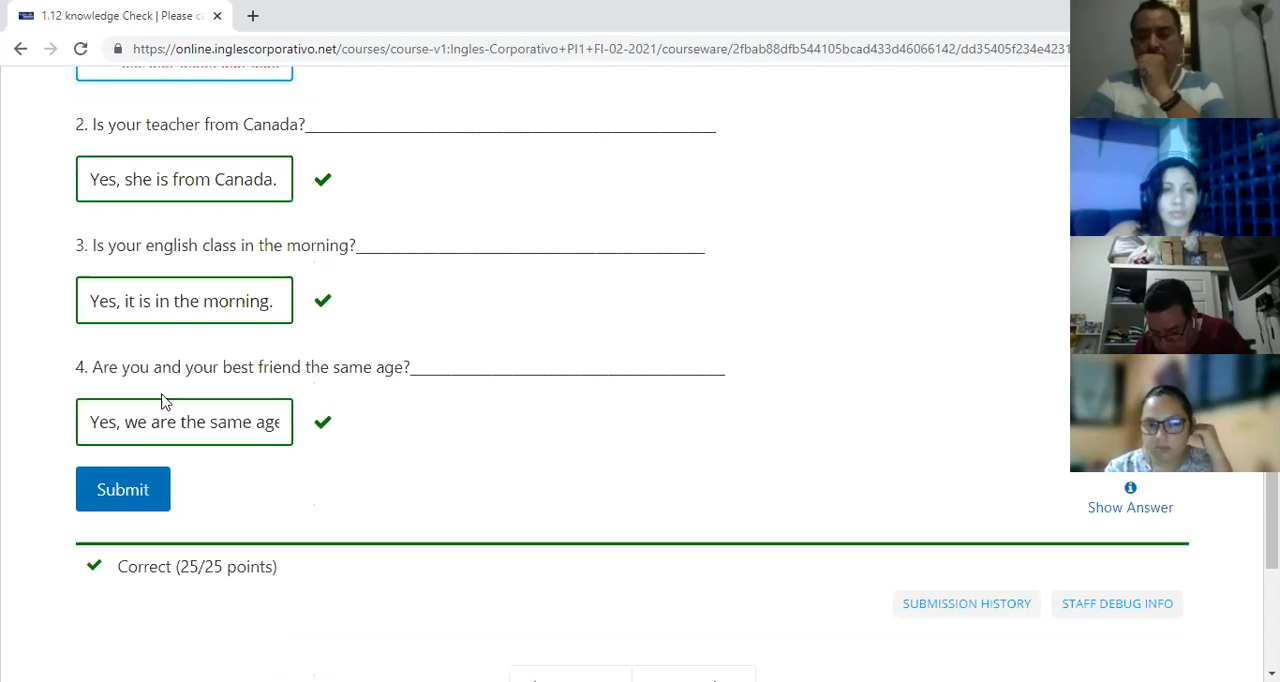 1.12 knowledge Check | Please c
https://online.inglescorporativo.net/courses/course-v1:Ingles-Corporativo+PI1+FI-02-2021/courseware/2fbab88dfb544105bcad433d46066142/dd35405f234e4231
2. Is your teacher from Canada?
Yes, she is from Canada.
3. Is your english class in the morning?
Yes, it is in the morning.
4. Are you and your best friend the same age?
Yes, we are the same age
Submit
Show Answer
Correct (25/25 points)
SUBMISSION HISTORY
STAFF DEBUG INFO